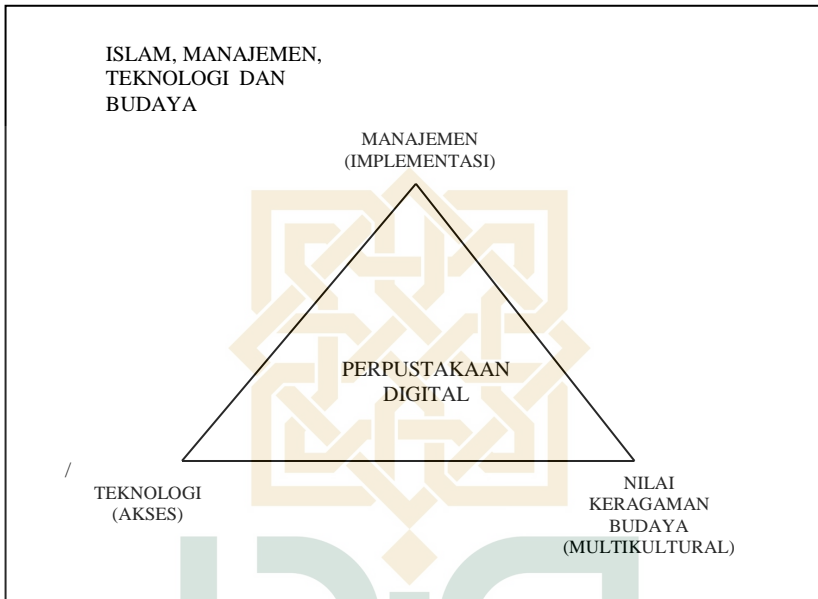 ISLAM, MANAJEMEN,
TEKNOLOGI DAN
BUDAYA
MANAJEMEN
(IMPLEMENTASI)
PERPUSTAKAAN
DIGITAL
/
TEKNOLOGI
(AKSES)
NILAI
KERAGAMAN
BUDAYA
(MULTIKULTURAL)